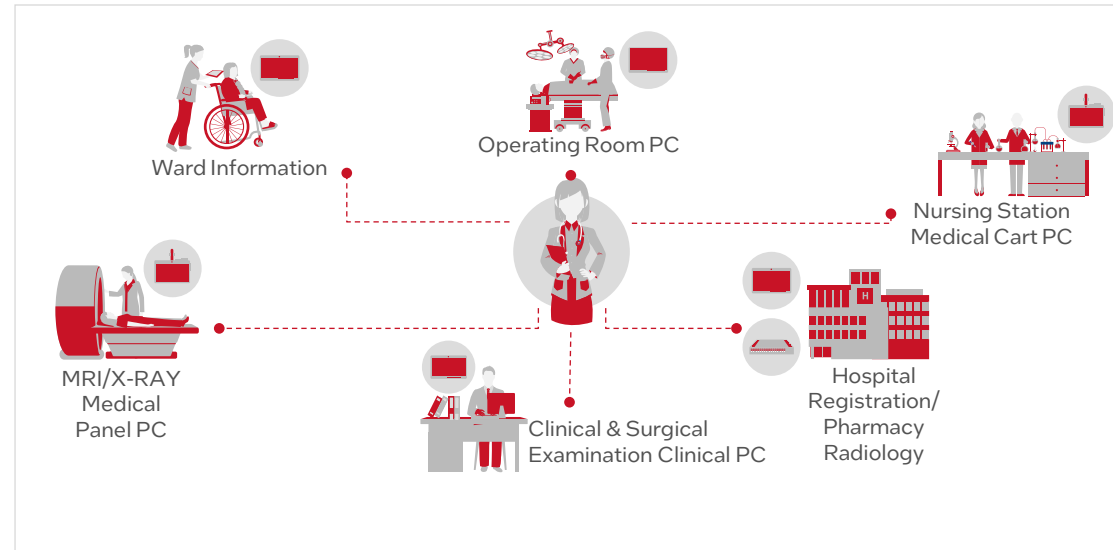 Ward Information
Operating Room PC
Nursing Station
Medical Cart PC
MRI/X-RAY
Medical
Panel PC
Clinical & Surgical
Examination Clinical PC
H
Hospital
Registration/
Pharmacy
Radiology